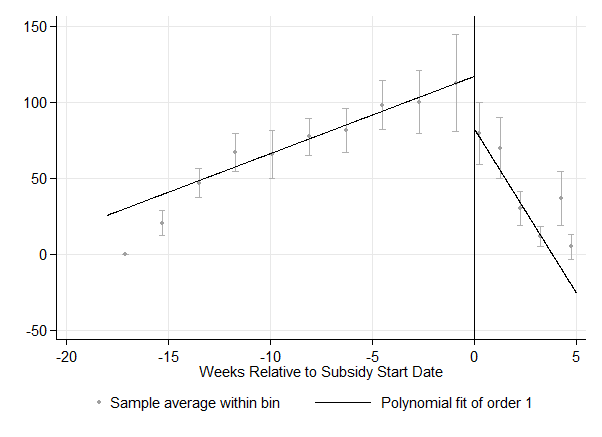 150
100
50
0
-50
-20 -15 -10 -5 0 5
Weeks Relative to Subsidy Start Date
Sample average within bin Polynomial fit of order 1